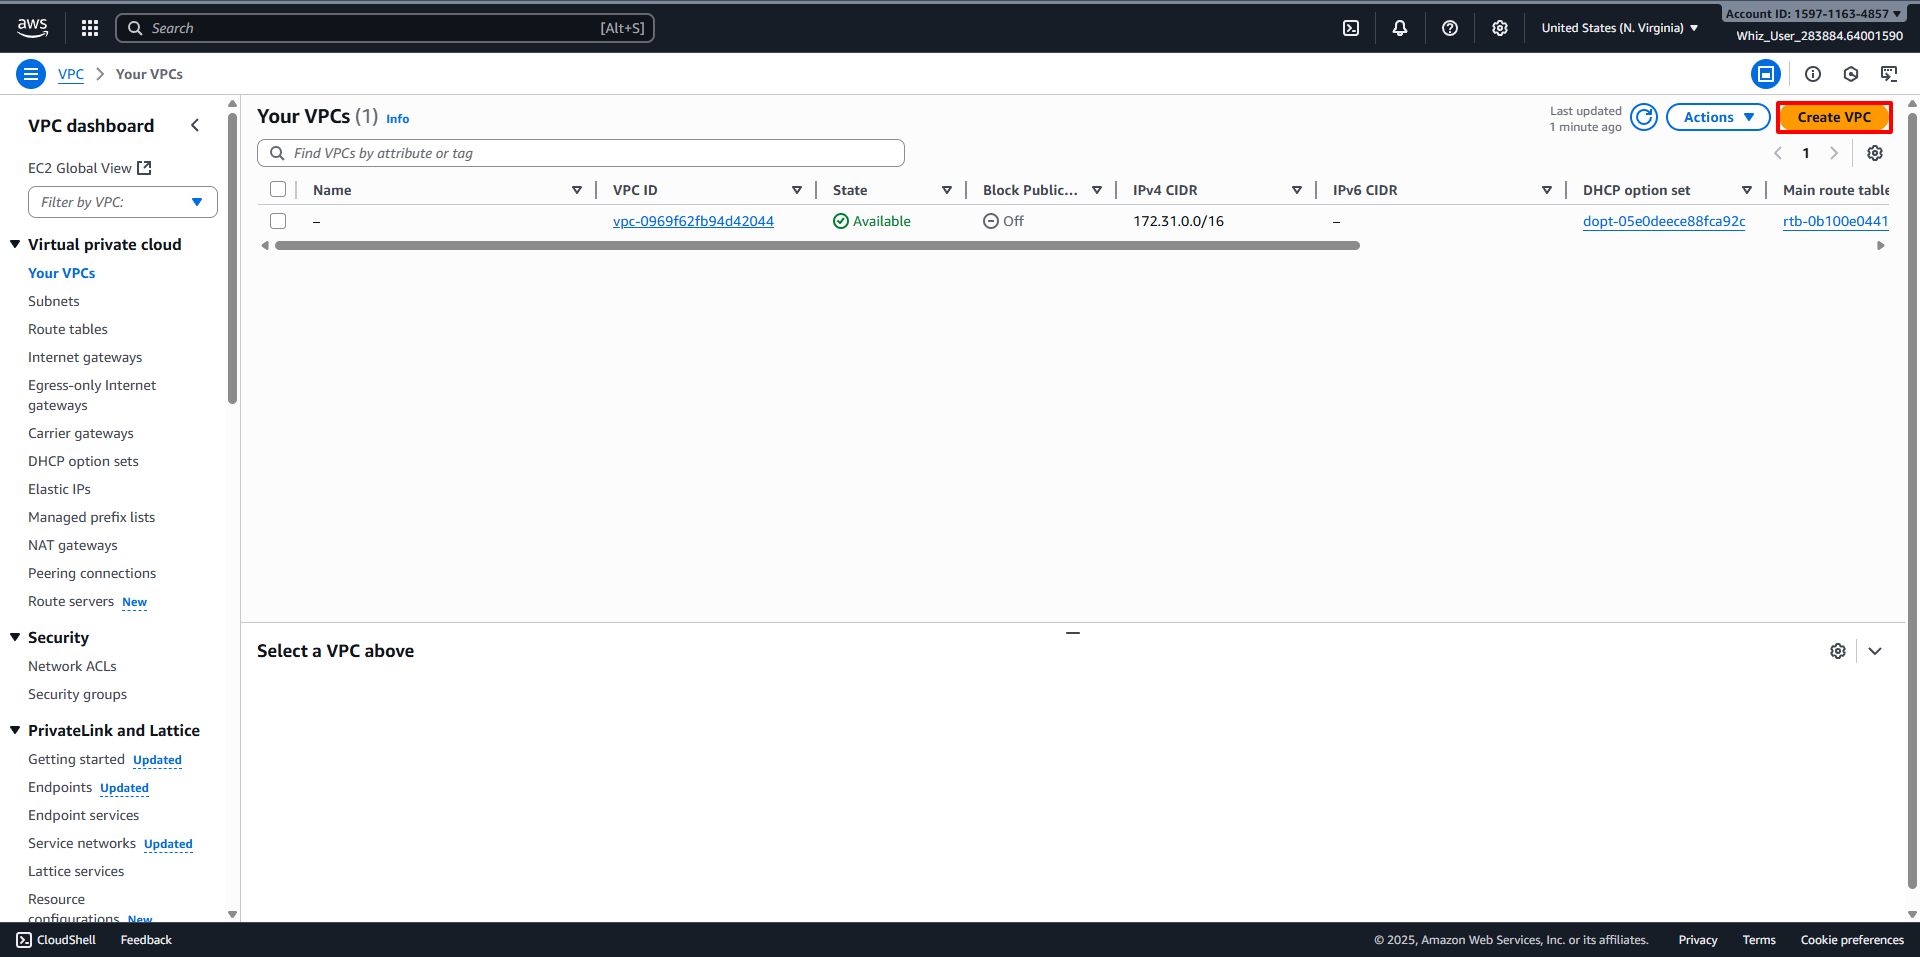 aws
Search [Alt+S]
United States (N. Virginia)
Account ID: 1597-1163-4857
Whiz_User_283884.64001590
VPC Your VPCs
VPC dashboard
EC2 Global View
Filter by VPC:
Virtual private cloud
Your VPCs
Subnets
Route tables
Internet gateways
Egress-only Internet
gateways
Carrier gateways
DHCP option sets
Elastic IPs
Managed prefix lists
NAT gateways
Peering connections
Route servers New
Security
Network ACLs
Security groups
PrivateLink and Lattice
Getting started Updated
Endpoints Updated
Endpoint services
Service networks Updated
Lattice services
Resource
configurations New
Your VPCs (1) Info
Last updated
1 minute ago
Actions
Create VPC
Find VPCs by attribute or tag
1
Name VPC ID State Block Public... IPv4 CIDR IPv6 CIDR DHCP option set Main route table
– vpc-0969f62fb94d42044 Available Off 172.31.0.0/16 – dopt-05e0deece88fca92c rtb-0b100e0441
Select a VPC above
CloudShell Feedback © 2025, Amazon Web Services, Inc. or its affiliates. Privacy Terms Cookie preferences